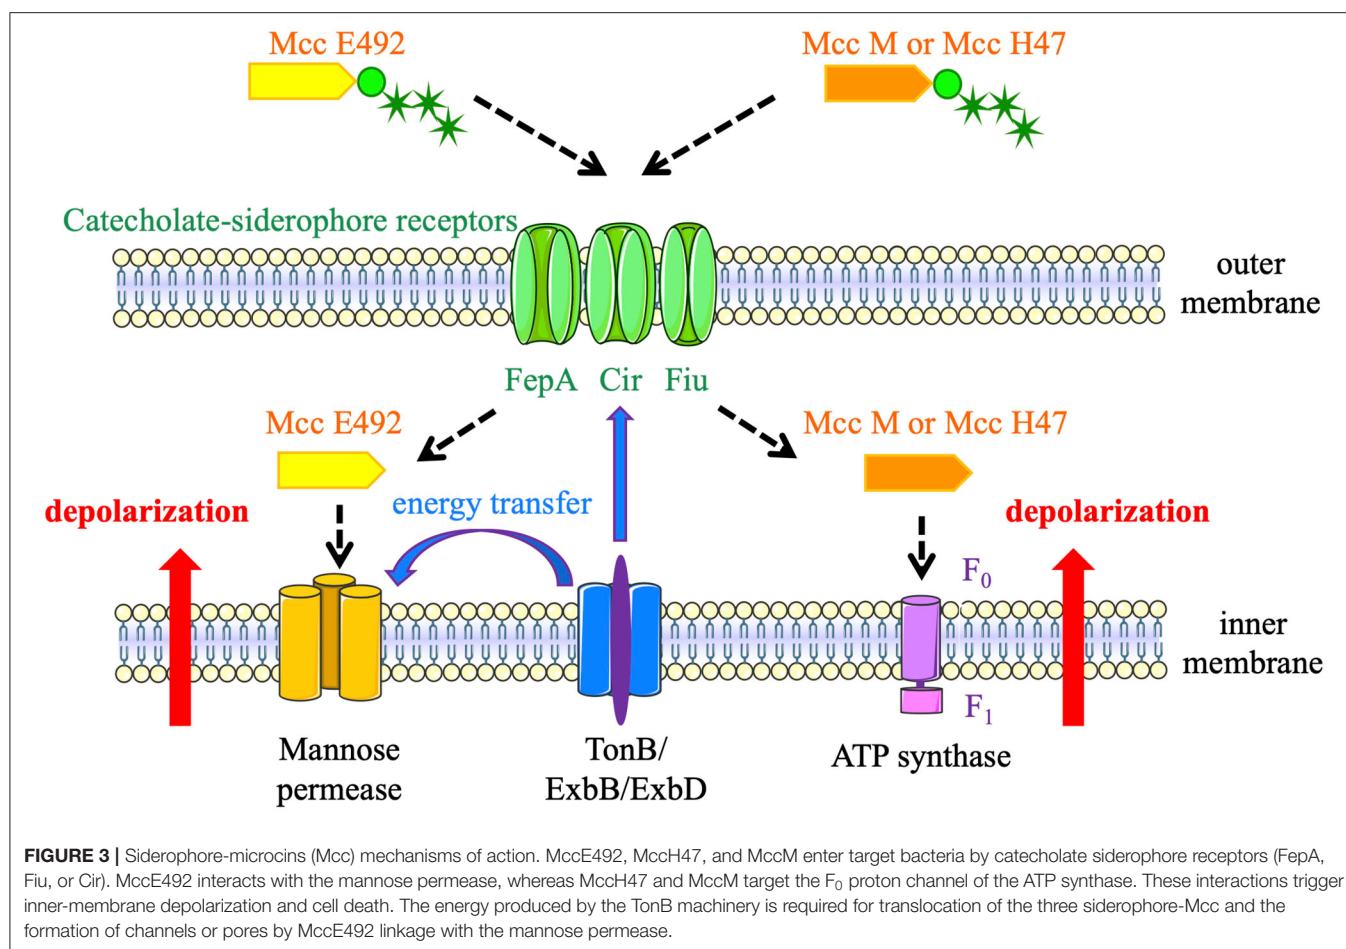 Mcc E492
Mcc M or Mcc H47
Catecholate-siderophore receptors
outer
membrane
FepA Cir Fiu
Mcc E492
Mcc M or Mcc H47
depolarization
energy transfer
depolarization
F₀
inner
membrane
F₁
Mannose
permease
TonB/
ExbB/ExbD
ATP synthase
FIGURE 3 | Siderophore-microcins (Mcc) mechanisms of action. MccE492, MccH47, and MccM enter target bacteria by catecholate siderophore receptors (FepA,
Fiu, or Cir). MccE492 interacts with the mannose permease, whereas MccH47 and MccM target the F₀ proton channel of the ATP synthase. These interactions trigger
inner-membrane depolarization and cell death. The energy produced by the TonB machinery is required for translocation of the three siderophore-Mcc and the
formation of channels or pores by MccE492 linkage with the mannose permease.